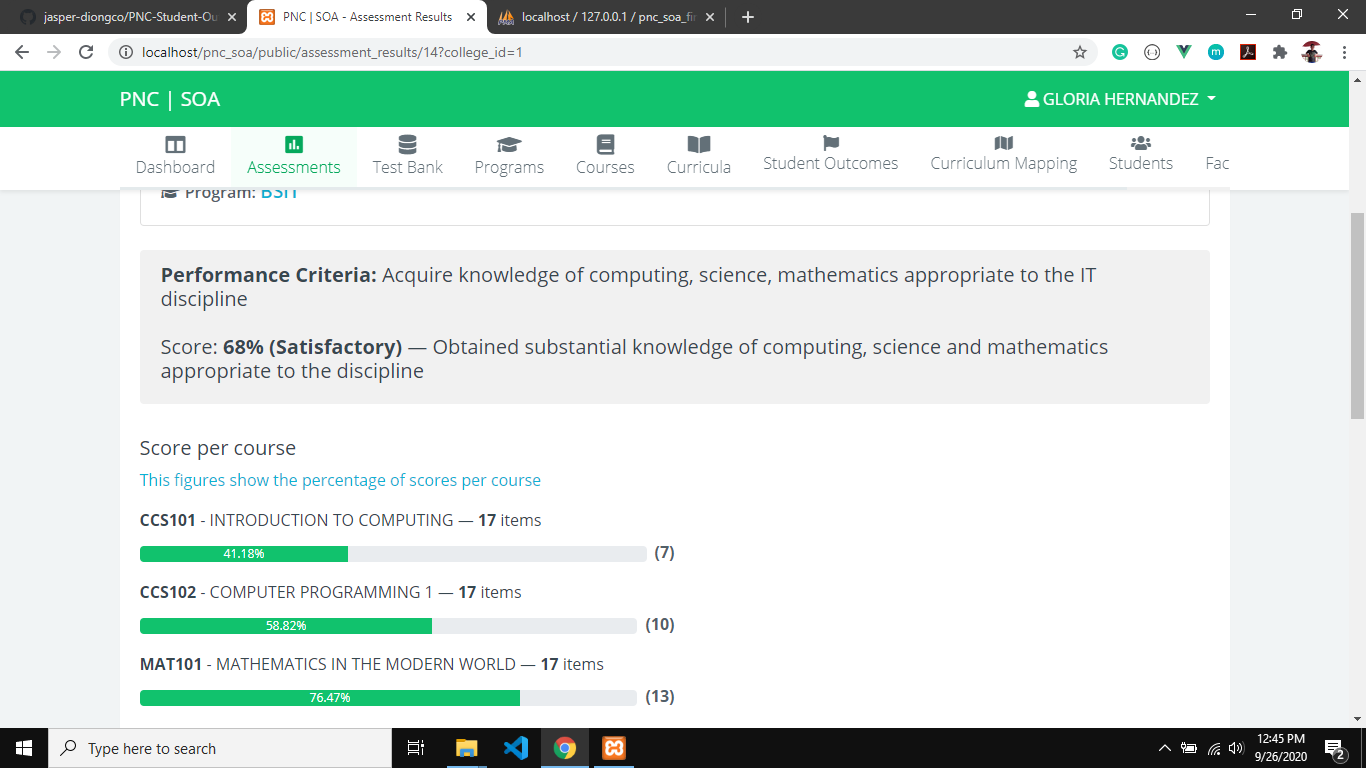 jasper-diongco/PNC-Student-Ou
PNC | SOA - Assessment Results
localhost / 127.0.0.1 / pnc_soa_fir
localhost/pnc_soa/public/assessment_results/14?college_id=1
PNC | SOA
GLORIA HERNANDEZ
Dashboard
Assessments
Test Bank
Programs
Courses
Curricula
Student Outcomes
Curriculum Mapping
Students
Fac
Program: BSIT
Performance Criteria: Acquire knowledge of computing, science, mathematics appropriate to the IT
discipline
Score: 68% (Satisfactory) — Obtained substantial knowledge of computing, science and mathematics
appropriate to the discipline
Score per course
This figures show the percentage of scores per course
CCS101 - INTRODUCTION TO COMPUTING — 17 items
41.18% (7)
CCS102 - COMPUTER PROGRAMMING 1 — 17 items
58.82% (10)
MAT101 - MATHEMATICS IN THE MODERN WORLD — 17 items
76.47% (13)
Type here to search
12:45 PM
9/26/2020
2